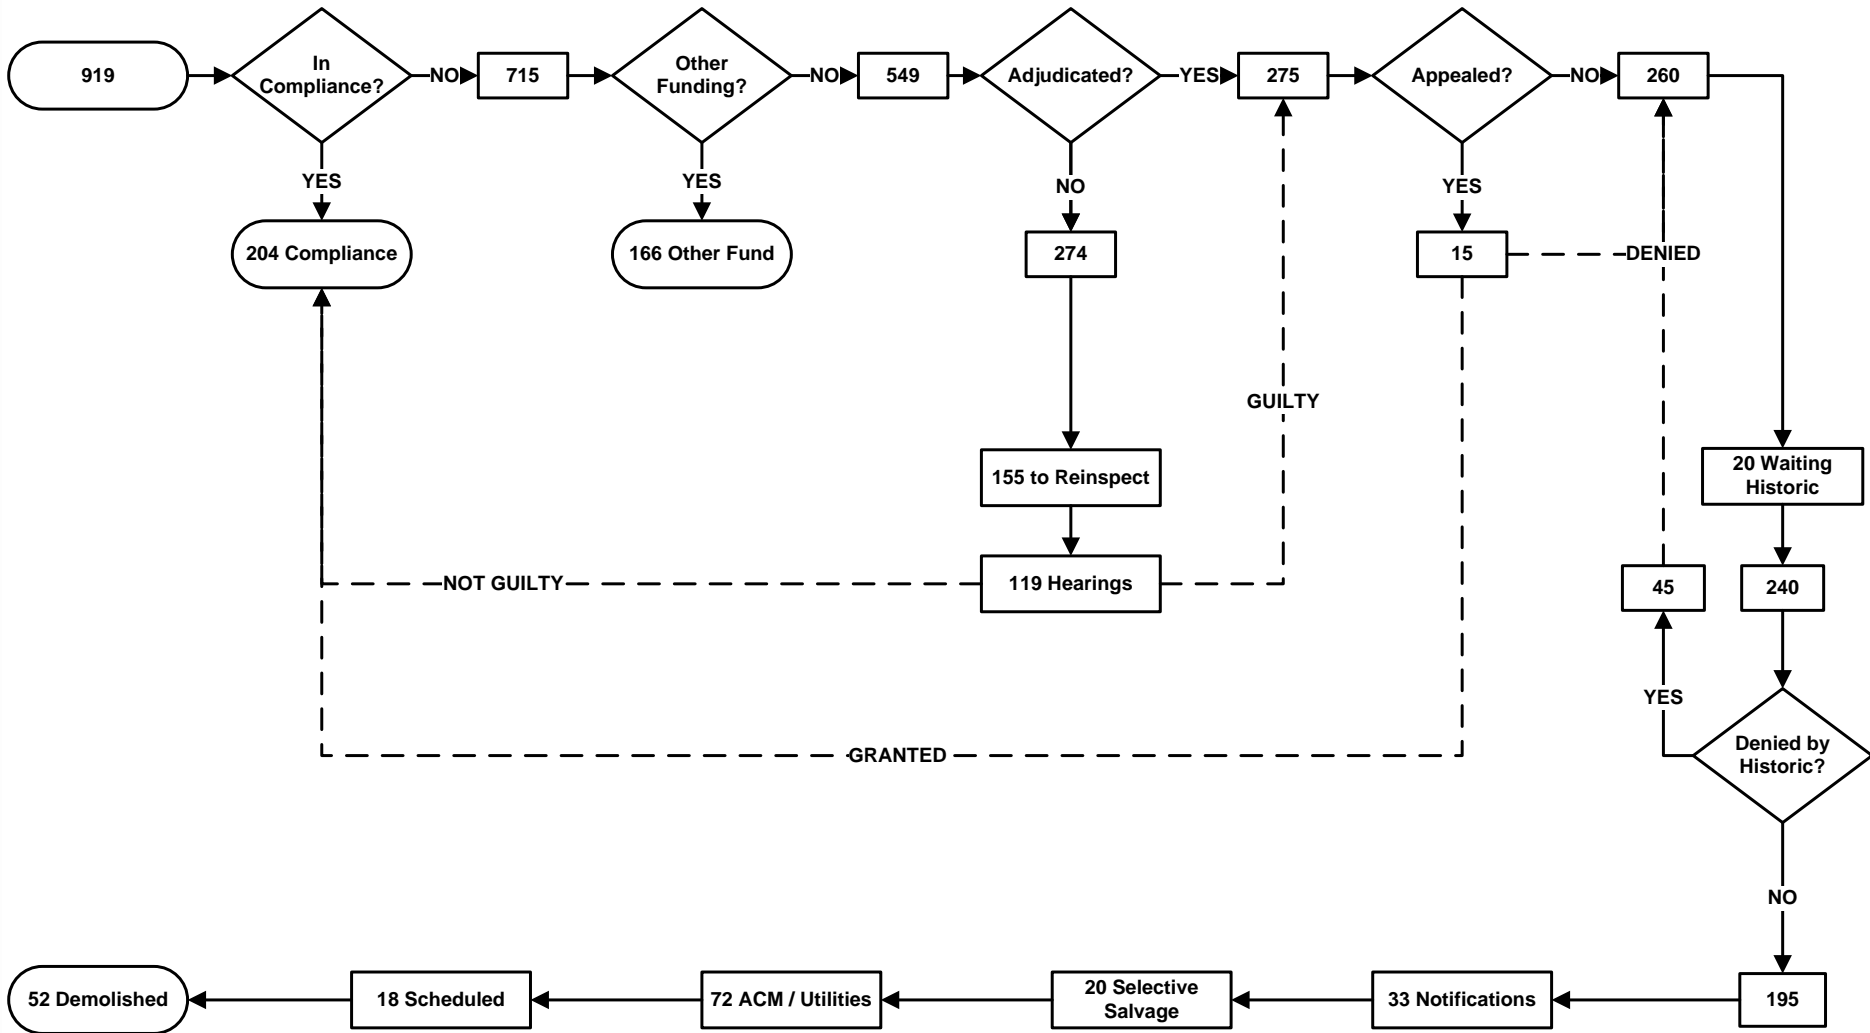 919
In
Compliance?
NO
715
Other
Funding?
NO
549
Adjudicated?
YES
275
Appealed?
NO
260
YES
YES
NO
YES
204 Compliance
166 Other Fund
274
15
DENIED
GUILTY
155 to Reinspect
20 Waiting
Historic
NOT GUILTY
119 Hearings
45
240
YES
GRANTED
Denied by
Historic?
NO
52 Demolished
18 Scheduled
72 ACM / Utilities
20 Selective
Salvage
33 Notifications
195